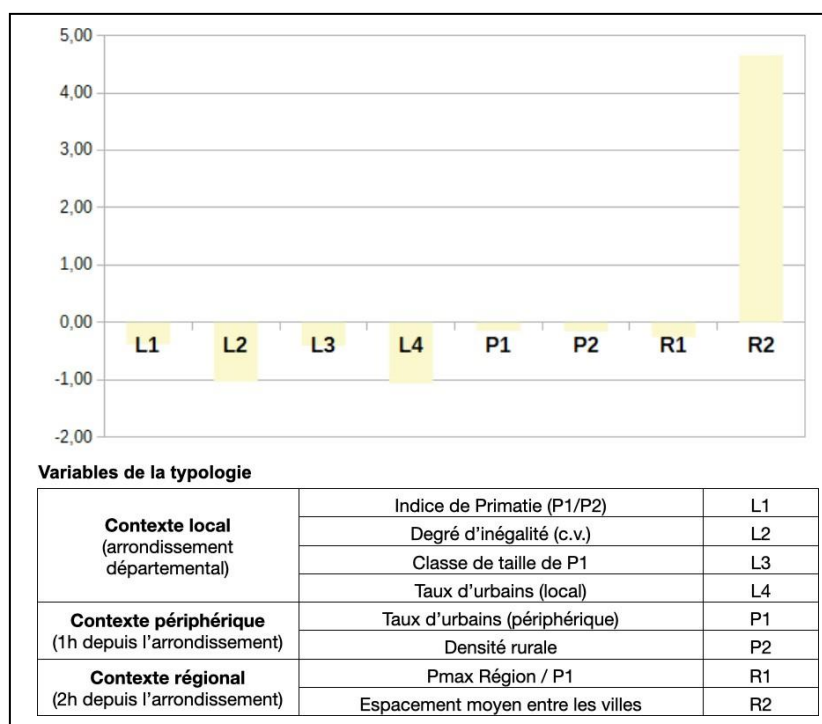 5,00
4,00
3,00
2,00
1,00
0,00
-1,00
-2,00
L1 L2 L3 L4 P1 P2 R1 R2
Variables de la typologie
Contexte local
(arrondissement
départemental)
Indice de Primatie (P1/P2) L1
Degré d'inégalité (c.v.) L2
Classe de taille de P1 L3
Taux d'urbains (local) L4
Contexte périphérique
(1h depuis l'arrondissement)
Taux d'urbains (périphérique) P1
Densité rurale P2
Contexte régional
(2h depuis l'arrondissement)
Pmax Région / P1 R1
Espacement moyen entre les villes R2